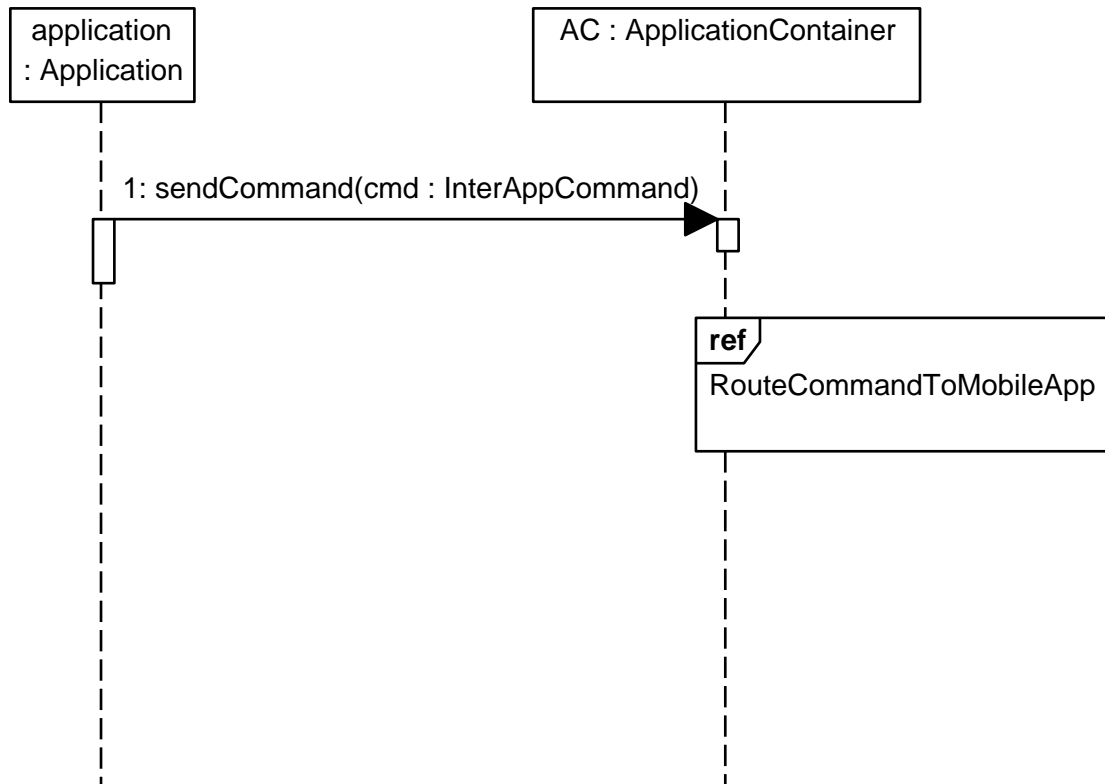 application
: Application
AC : ApplicationContainer
1: sendCommand(cmd : InterAppCommand)
ref
RouteCommandToMobileApp